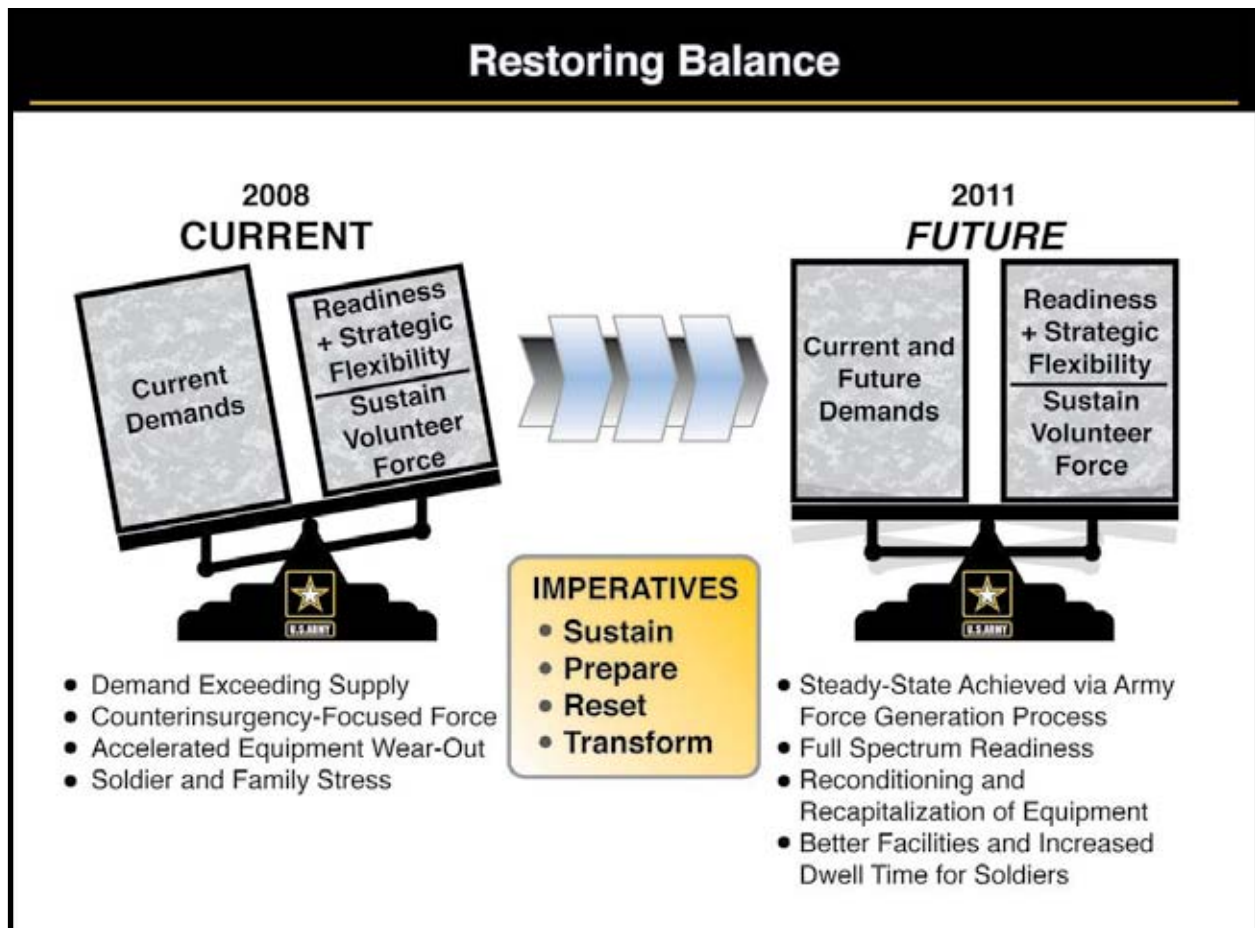 Restoring Balance
2008
CURRENT
Current
Demands
Readiness
+ Strategic
Flexibility
Sustain
Volunteer
Force
U.S.ARMY
• Demand Exceeding Supply
• Counterinsurgency-Focused Force
• Accelerated Equipment Wear-Out
• Soldier and Family Stress
IMPERATIVES
• Sustain
• Prepare
• Reset
• Transform
2011
FUTURE
Current and
Future
Demands
Readiness
+ Strategic
Flexibility
Sustain
Volunteer
Force
U.S.ARMY
• Steady-State Achieved via Army
Force Generation Process
• Full Spectrum Readiness
• Reconditioning and
Recapitalization of Equipment
• Better Facilities and Increased
Dwell Time for Soldiers